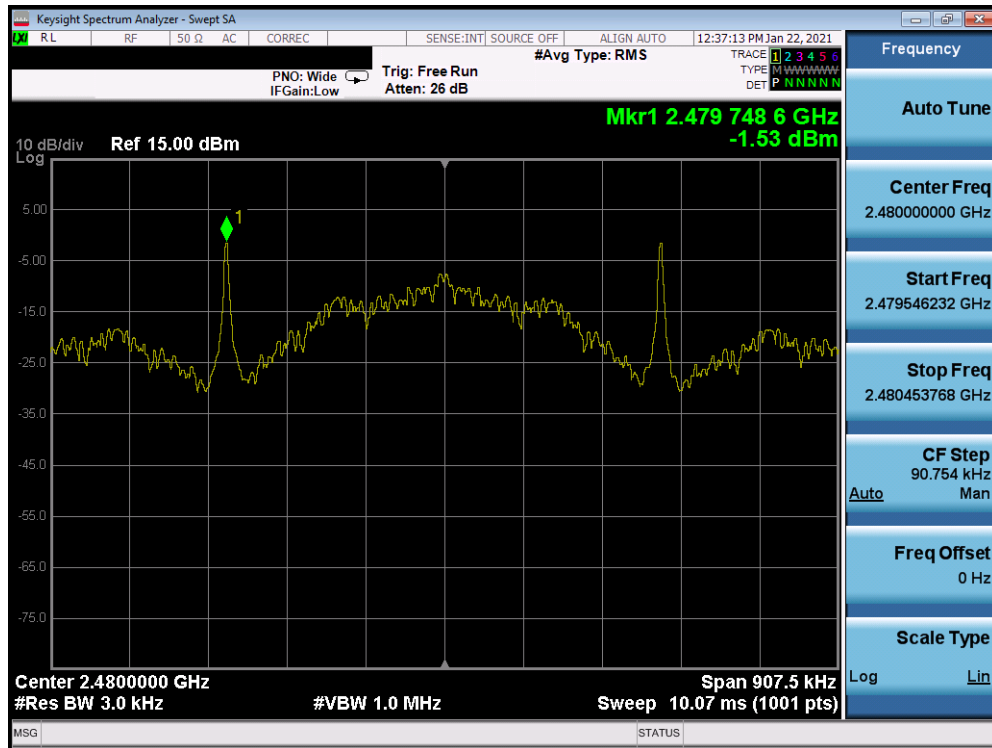 Keysight Spectrum Analyzer - Swept SA
LXI RL RF 50 Ω AC CORREC SENSE:INT SOURCE OFF ALIGN AUTO 12:37:13 PM Jan 22, 2021
#Avg Type: RMS
TRACE 1 2 3 4 5 6
PNO: Wide Trig: Free Run
TYPE M W W W W W
IFGain:Low Atten: 26 dB
DET P N N N N N
Mkr1 2.479 748 6 GHz
-1.53 dBm
10 dB/div Ref 15.00 dBm
Log
1
5.00
-5.00
-15.0
-25.0
-35.0
-45.0
-55.0
-65.0
-75.0
Center 2.4800000 GHz Span 907.5 kHz
#Res BW 3.0 kHz #VBW 1.0 MHz Sweep 10.07 ms (1001 pts)
MSG STATUS
Frequency
Auto Tune
Center Freq
2.480000000 GHz
Start Freq
2.479546232 GHz
Stop Freq
2.480453768 GHz
CF Step
90.754 kHz
Auto Man
Freq Offset
0 Hz
Scale Type
Log Lin